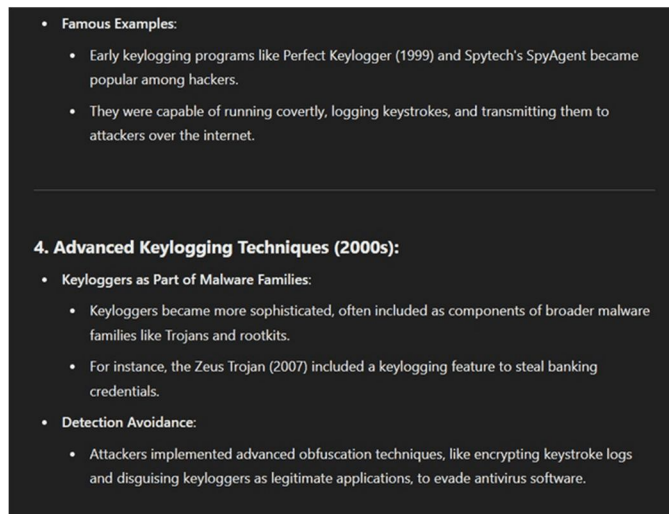 • Famous Examples:
• Early keylogging programs like Perfect Keylogger (1999) and Spytech's SpyAgent became
popular among hackers.
• They were capable of running covertly, logging keystrokes, and transmitting them to
attackers over the internet.
4. Advanced Keylogging Techniques (2000s):
• Keyloggers as Part of Malware Families:
• Keyloggers became more sophisticated, often included as components of broader malware
families like Trojans and rootkits.
• For instance, the Zeus Trojan (2007) included a keylogging feature to steal banking
credentials.
• Detection Avoidance:
• Attackers implemented advanced obfuscation techniques, like encrypting keystroke logs
and disguising keyloggers as legitimate applications, to evade antivirus software.